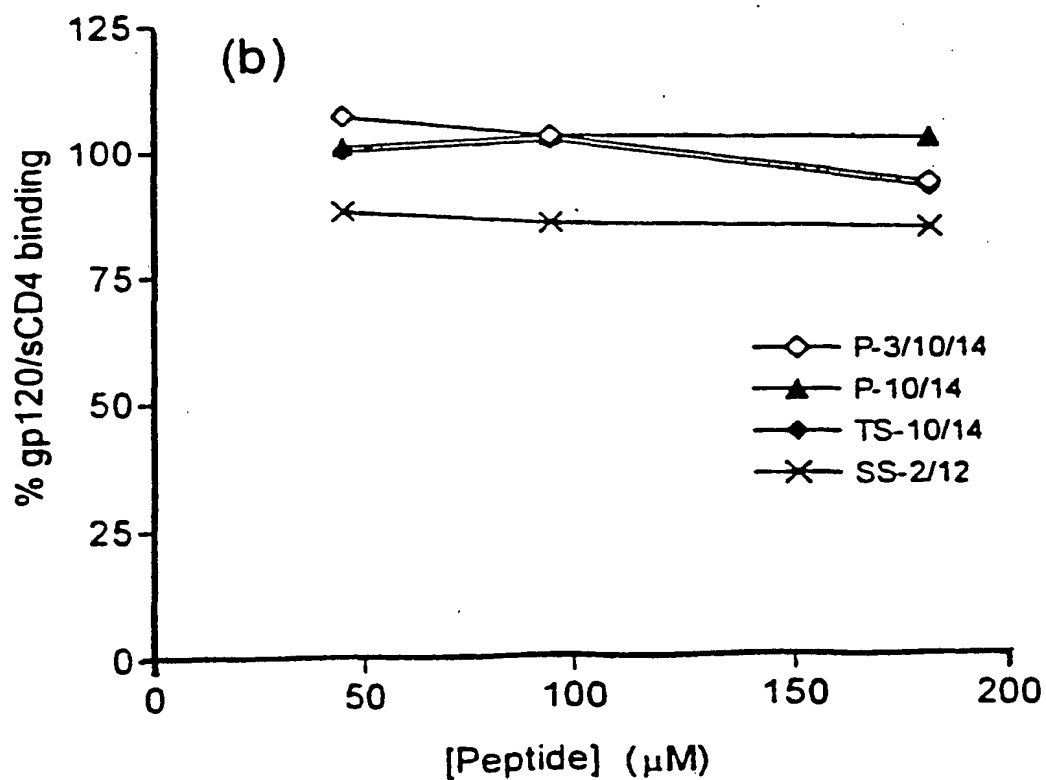 (b)
% gp120/sCD4 binding
125
100
75
50
25
0
0 50 100 150 200
[Peptide] (μM)
P-3/10/14
P-10/14
TS-10/14
SS-2/12